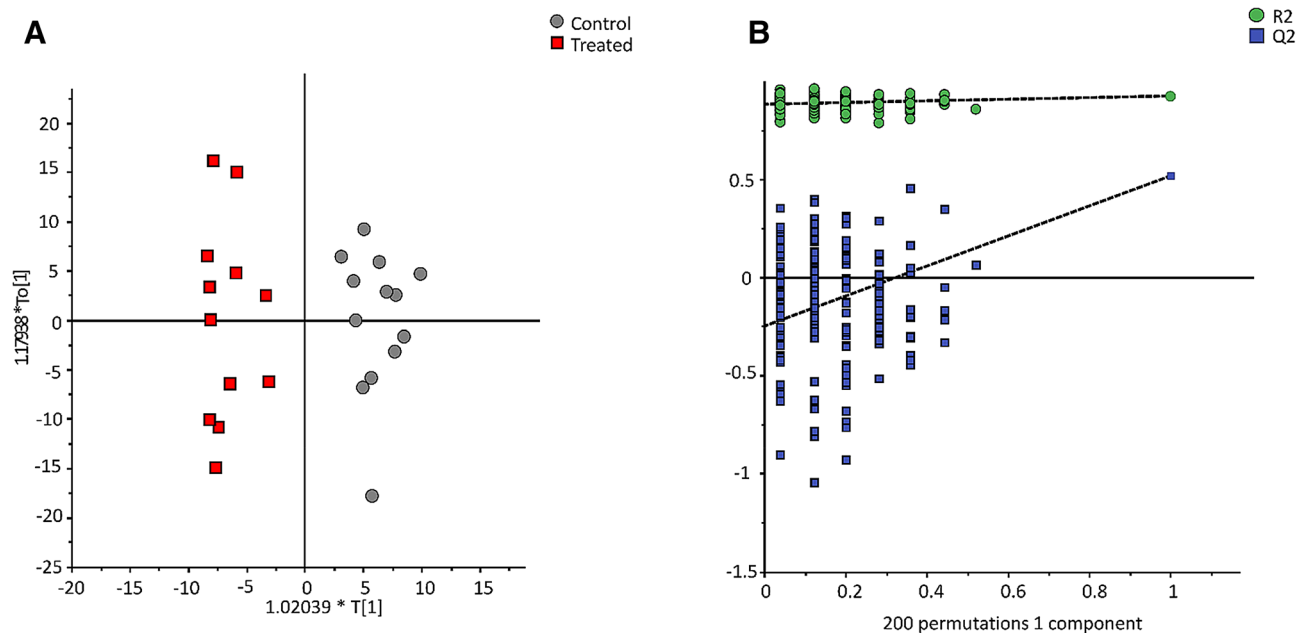 A
Control
Treated
20
15
10
5
0
-5
-10
-15
-20
-25
1.17938*To[1]
-20 -15 -10 -5 0 5 10 15
1.02039 * T[1]
B
R2
Q2
0.5
0
-0.5
-1
-1.5
0 0.2 0.4 0.6 0.8 1
200 permutations 1 component